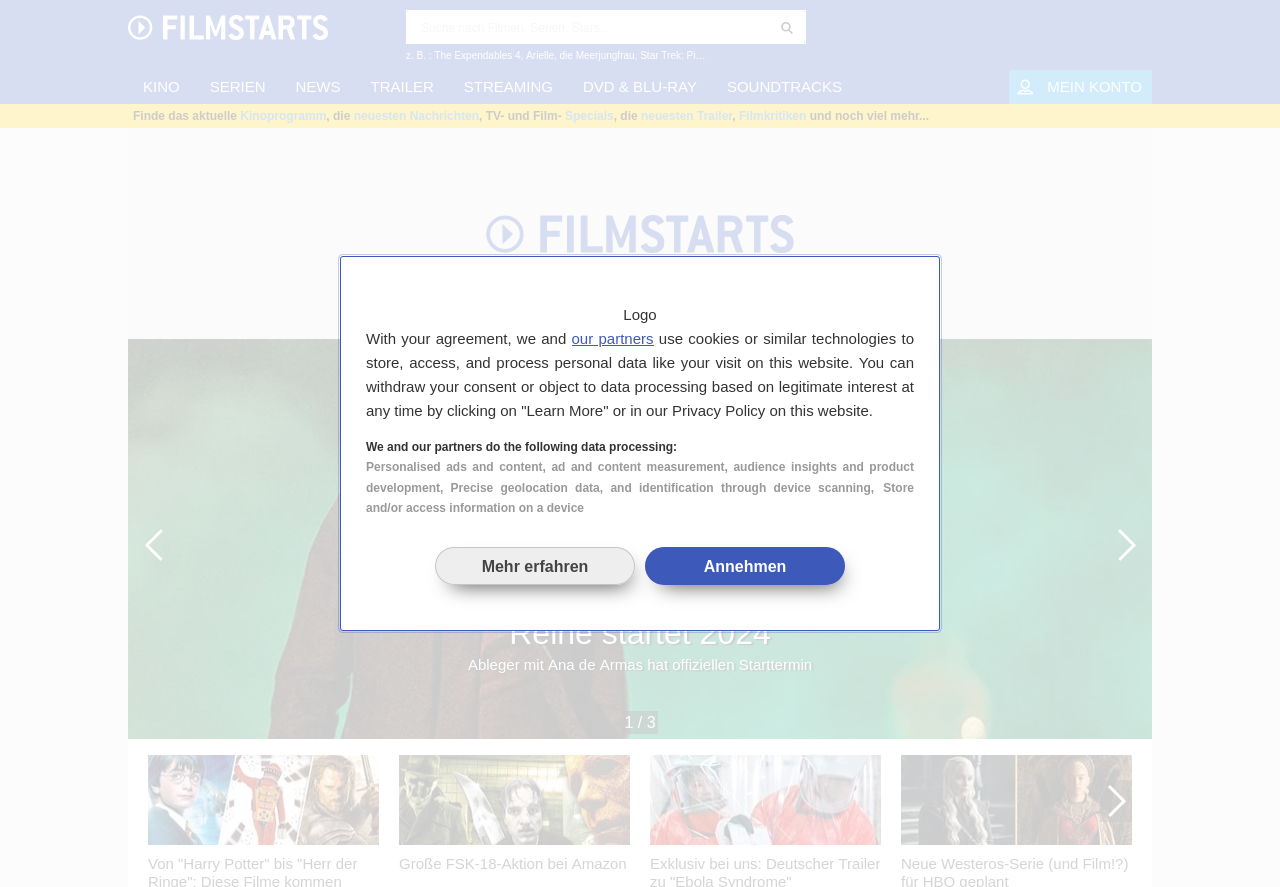 FILMSTARTS
Suche nach Filmen, Serien, Stars...
z. B. : The Expendables 4, Arielle, die Meerjungfrau, Star Trek: Pi...
KINO SERIEN NEWS TRAILER STREAMING DVD & BLU-RAY SOUNDTRACKS MEIN KONTO
Finde das aktuelle Kinoprogramm, die neuesten Nachrichten, TV- und Film- Specials, die neuesten Trailer, Filmkritiken und noch viel mehr...
FILMSTARTS
Logo
With your agreement, we and our partners use cookies or similar technologies to
store, access, and process personal data like your visit on this website. You can
withdraw your consent or object to data processing based on legitimate interest at
any time by clicking on "Learn More" or in our Privacy Policy on this website.
We and our partners do the following data processing:
Personalised ads and content, ad and content measurement, audience insights and product
development, Precise geolocation data, and identification through device scanning, Store
and/or access information on a device
Mehr erfahren Annehmen
Reihe startet 2024
Ableger mit Ana de Armas hat offiziellen Starttermin
1 / 3
Von "Harry Potter" bis "Herr der
Ringe": Diese Filme kommen
Große FSK-18-Aktion bei Amazon
Exklusiv bei uns: Deutscher Trailer
zu "Ebola Syndrome"
Neue Westeros-Serie (und Film!?)
für HBO geplant